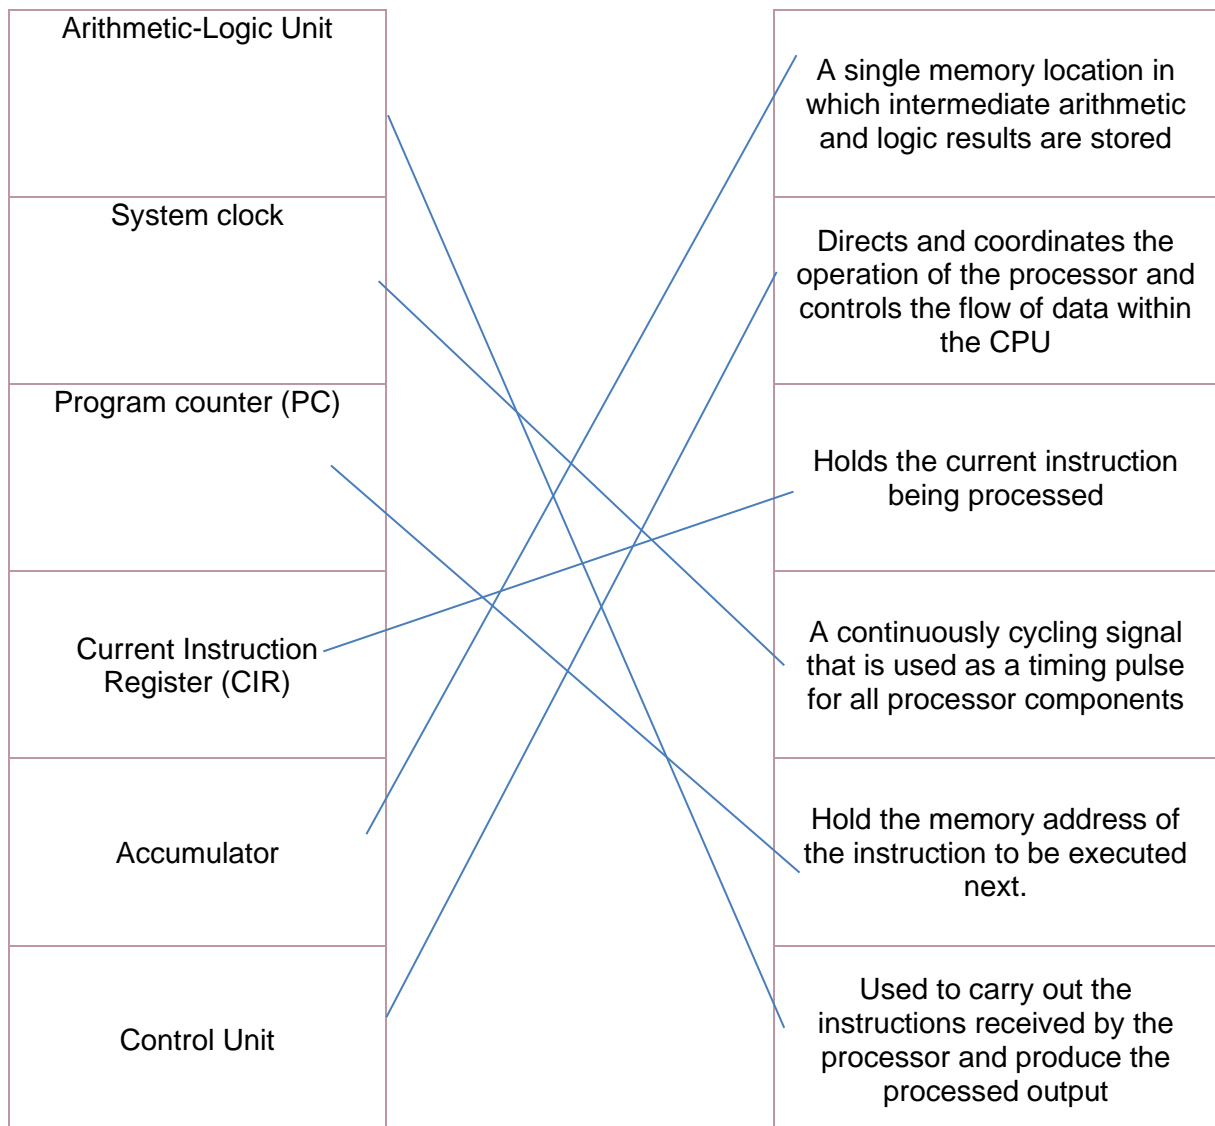 Arithmetic-Logic Unit
A single memory location in
which intermediate arithmetic
and logic results are stored
System clock
Directs and coordinates the
operation of the processor and
controls the flow of data within
the CPU
Program counter (PC)
Holds the current instruction
being processed
Current Instruction
Register (CIR)
A continuously cycling signal
that is used as a timing pulse
for all processor components
Accumulator
Hold the memory address of
the instruction to be executed
next.
Control Unit
Used to carry out the
instructions received by the
processor and produce the
processed output